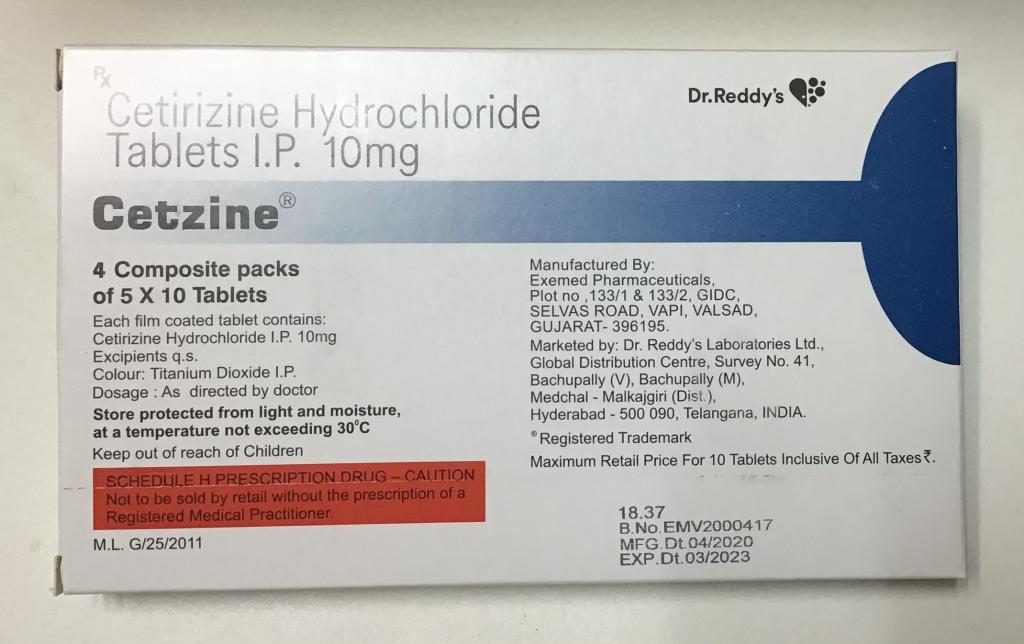 Rx
Cetirizine Hydrochloride
Tablets I.P. 10mg
Dr.Reddy's
Cetzine®
4 Composite packs
of 5 X 10 Tablets
Each film coated tablet contains:
Cetirizine Hydrochloride I.P. 10mg
Excipients q.s.
Colour: Titanium Dioxide I.P.
Dosage : As directed by doctor
Store protected from light and moisture,
at a temperature not exceeding 30⁰C
Keep out of reach of Children
SCHEDULE H PRESCRIPTION DRUG – CAUTION
Not to be sold by retail without the prescription of a
Registered Medical Practitioner.
M.L. G/25/2011
Manufactured By:
Exemed Pharmaceuticals,
Plot no ,133/1 & 133/2, GIDC,
SELVAS ROAD, VAPI, VALSAD,
GUJARAT- 396195.
Marketed by: Dr. Reddy's Laboratories Ltd.,
Global Distribution Centre, Survey No. 41,
Bachupally (V), Bachupally (M),
Medchal - Malkajgiri (Dist.),
Hyderabad - 500 090, Telangana, INDIA.
® Registered Trademark
Maximum Retail Price For 10 Tablets Inclusive Of All Taxes₹.
18.37
B.No.EMV2000417
MFG.Dt.04/2020
EXP.Dt.03/2023